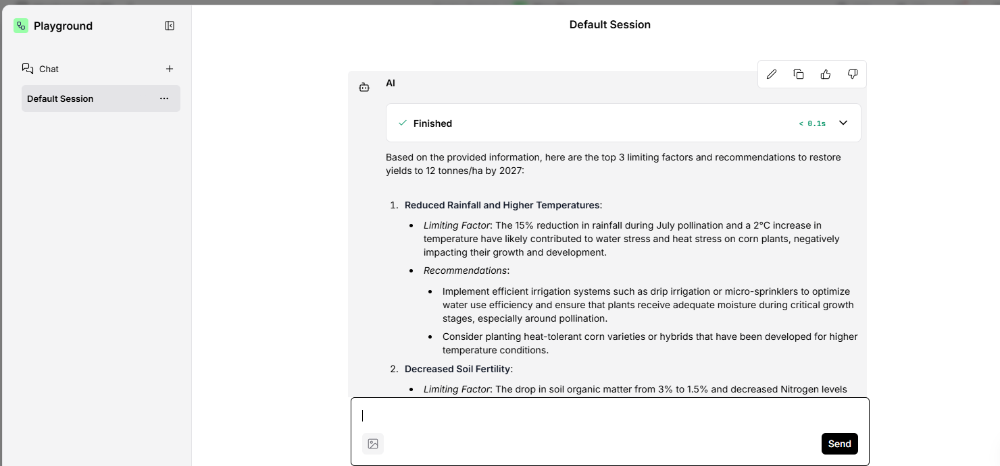 Playground
Default Session
Chat
Default Session
AI
Finished
< 0.1s
Based on the provided information, here are the top 3 limiting factors and recommendations to restore
yields to 12 tonnes/ha by 2027:
1. Reduced Rainfall and Higher Temperatures:
• Limiting Factor: The 15% reduction in rainfall during July pollination and a 2°C increase in
temperature have likely contributed to water stress and heat stress on corn plants, negatively
impacting their growth and development.
• Recommendations:
• Implement efficient irrigation systems such as drip irrigation or micro-sprinklers to optimize
water use efficiency and ensure that plants receive adequate moisture during critical growth
stages, especially around pollination.
• Consider planting heat-tolerant corn varieties or hybrids that have been developed for higher
temperature conditions.
2. Decreased Soil Fertility:
• Limiting Factor: The drop in soil organic matter from 3% to 1.5% and decreased Nitrogen levels
Send